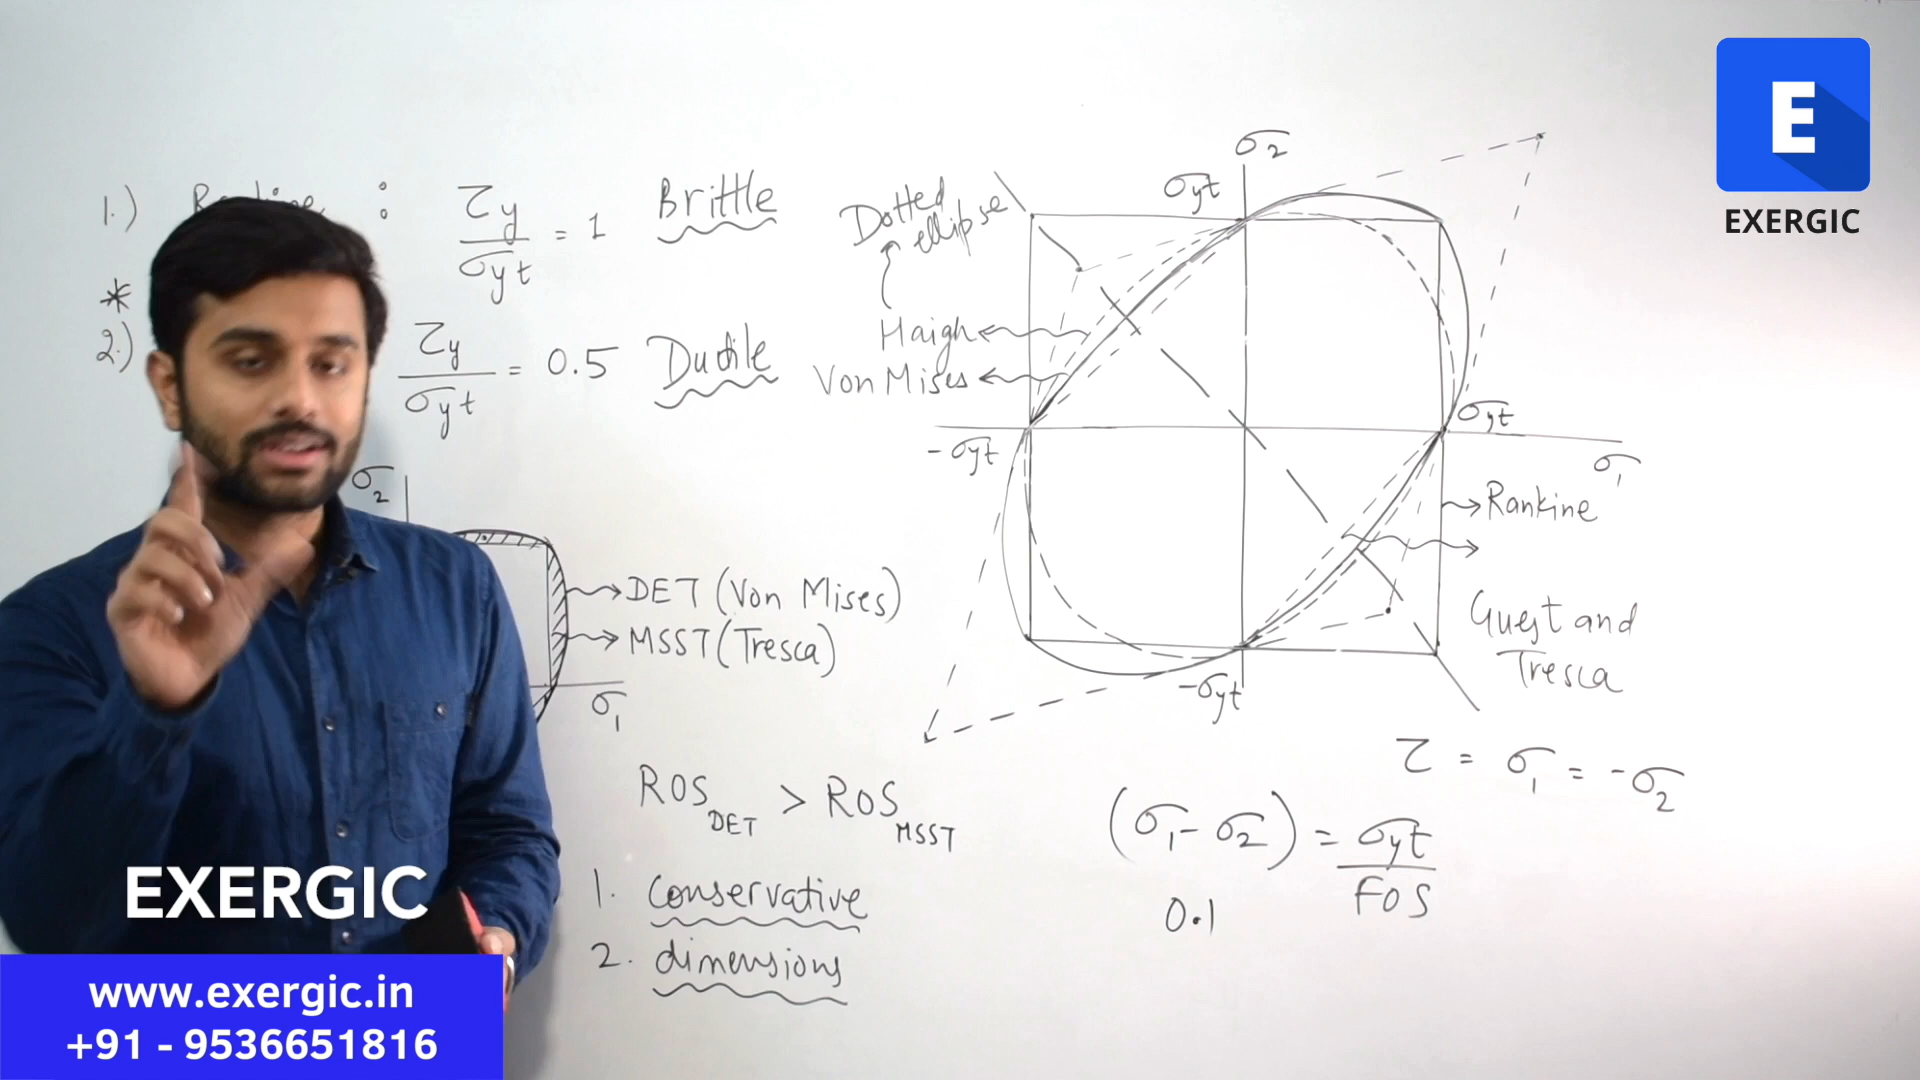 1.) : τy/σyt = 1 Brittle
*
2.) τy/σyt = 0.5 Ductile
σ2
DET (Von Mises)
MSST (Tresca)
σ1
ROS DET > ROS MSST
1. conservative
2. dimensions
σ2
σyt
Dotted
ellipse
Haigh
Von Mises
σyt
-σyt
σ1
Rankine
Guest and
Tresca
-σyt
τ = σ1 = -σ2
(σ1 - σ2) = σyt/FOS
0.1
E
EXERGIC
EXERGIC
www.exergic.in
+91 - 9536651816